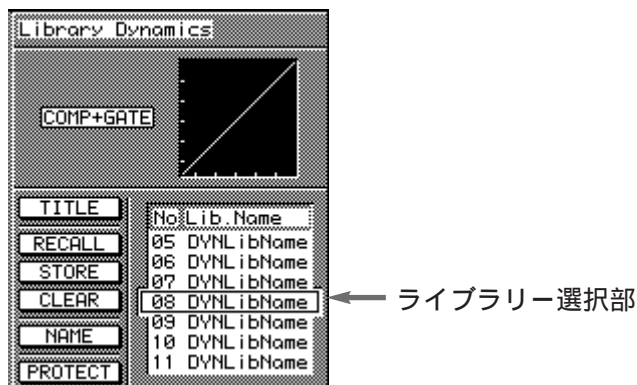 Library Dynamics
COMP+GATE
TITLE
RECALL
STORE
CLEAR
NAME
PROTECT
No Lib.Name
05 DYNLibName
06 DYNLibName
07 DYNLibName
08 DYNLibName
09 DYNLibName
10 DYNLibName
11 DYNLibName
ライブラリー選択部